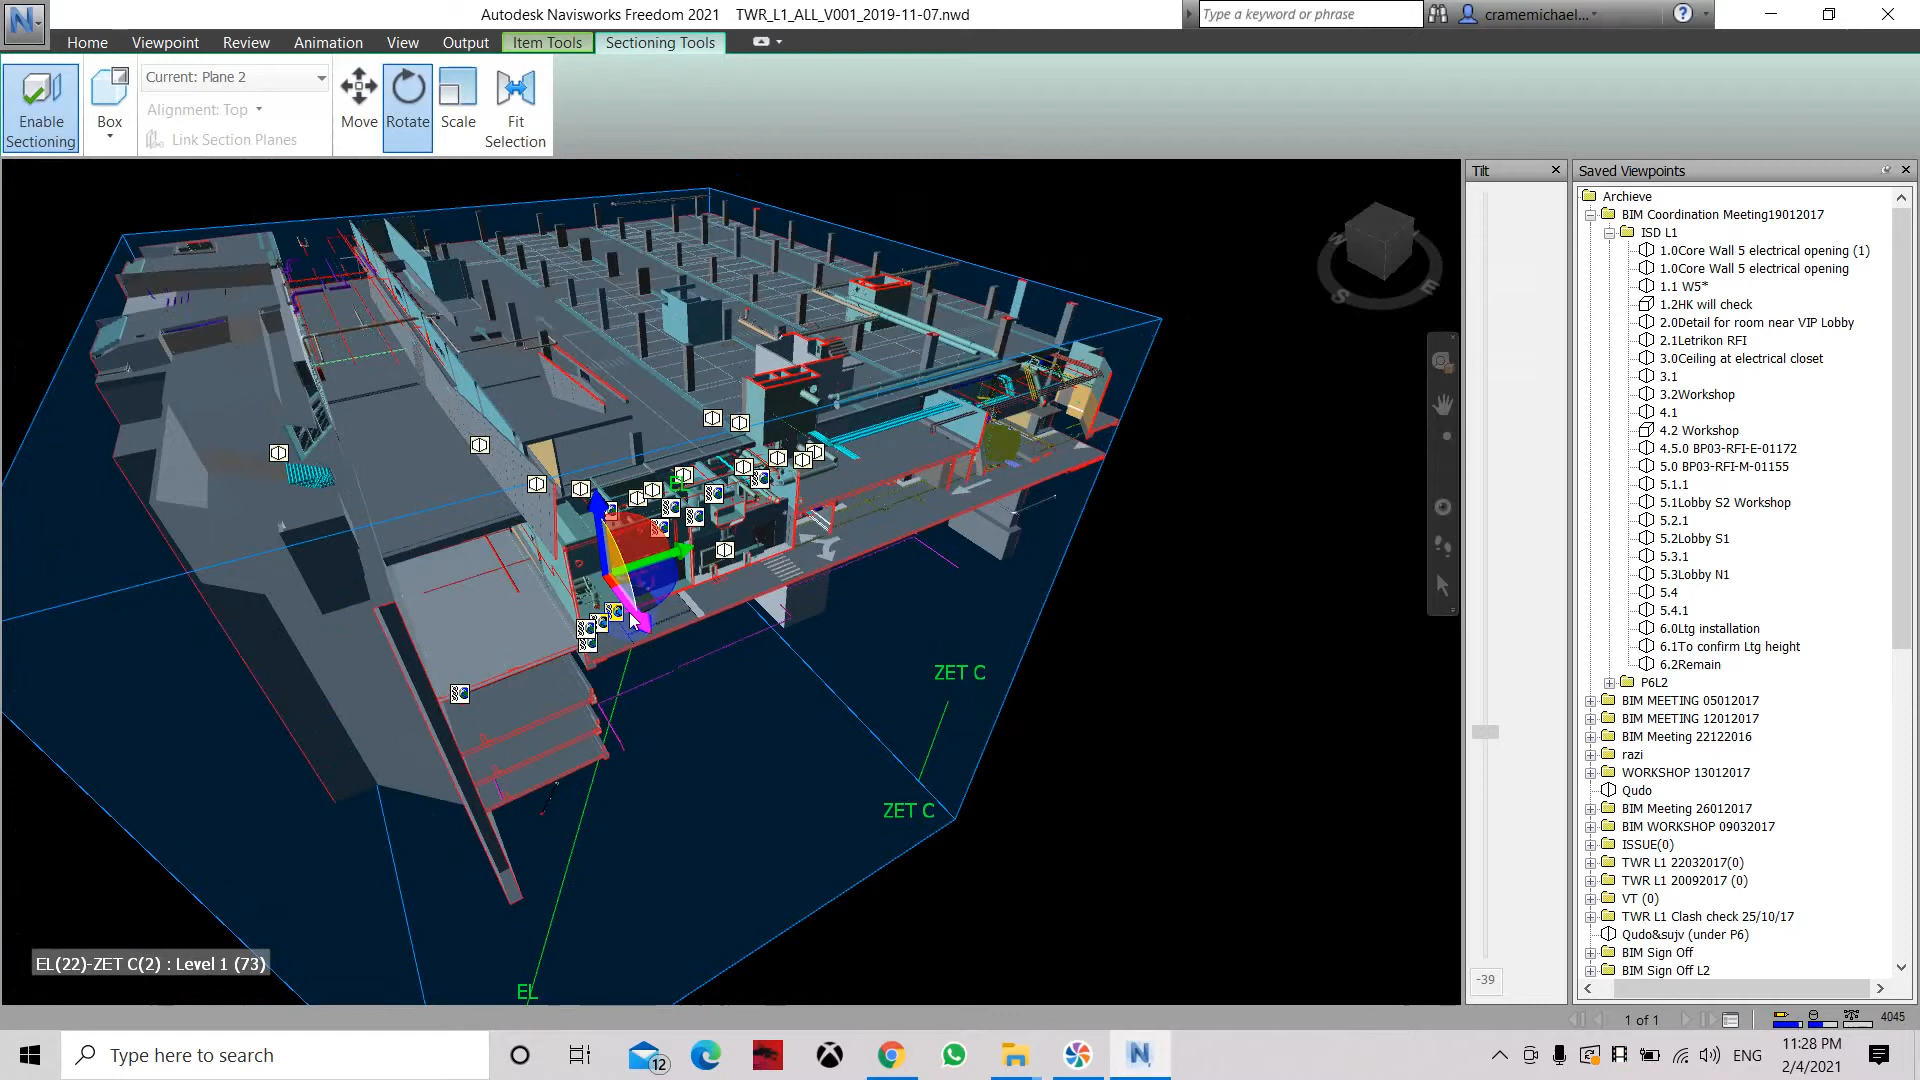 Autodesk Navisworks Freedom 2021 TWR_L1_ALL_V001_2019-11-07.nwd
Type a keyword or phrase
cramemichael...
Home Viewpoint Review Animation View Output Item Tools Sectioning Tools
Enable Sectioning
Box
Current: Plane 2
Alignment: Top
Link Section Planes
Move
Rotate
Scale
Fit Selection
Tilt
Saved Viewpoints
Archieve
BIM Coordination Meeting19012017
ISD L1
1.0Core Wall 5 electrical opening (1)
1.0Core Wall 5 electrical opening
1.1 W5*
1.2HK will check
2.0Detail for room near VIP Lobby
2.1Letrikon RFI
3.0Ceiling at electrical closet
3.1
3.2Workshop
4.1
4.2 Workshop
4.5.0 BP03-RFI-E-01172
5.0 BP03-RFI-M-01155
5.1.1
5.1Lobby S2 Workshop
5.2.1
5.2Lobby S1
5.3.1
5.3Lobby N1
5.4
5.4.1
6.0Ltg installation
6.1To confirm Ltg height
6.2Remain
P6L2
BIM MEETING 05012017
BIM MEETING 12012017
BIM Meeting 22122016
razi
WORKSHOP 13012017
Qudo
BIM Meeting 26012017
BIM WORKSHOP 09032017
ISSUE(0)
TWR L1 22032017(0)
TWR L1 20092017 (0)
VT (0)
TWR L1 Clash check 25/10/17
Qudo&sujv (under P6)
BIM Sign Off
BIM Sign Off L2
S
E
EL
ZET C
ZET C
EL
EL(22)-ZET C(2) : Level 1 (73)
-39
1 of 1
4045
Type here to search
12
ENG
11:28 PM
2/4/2021